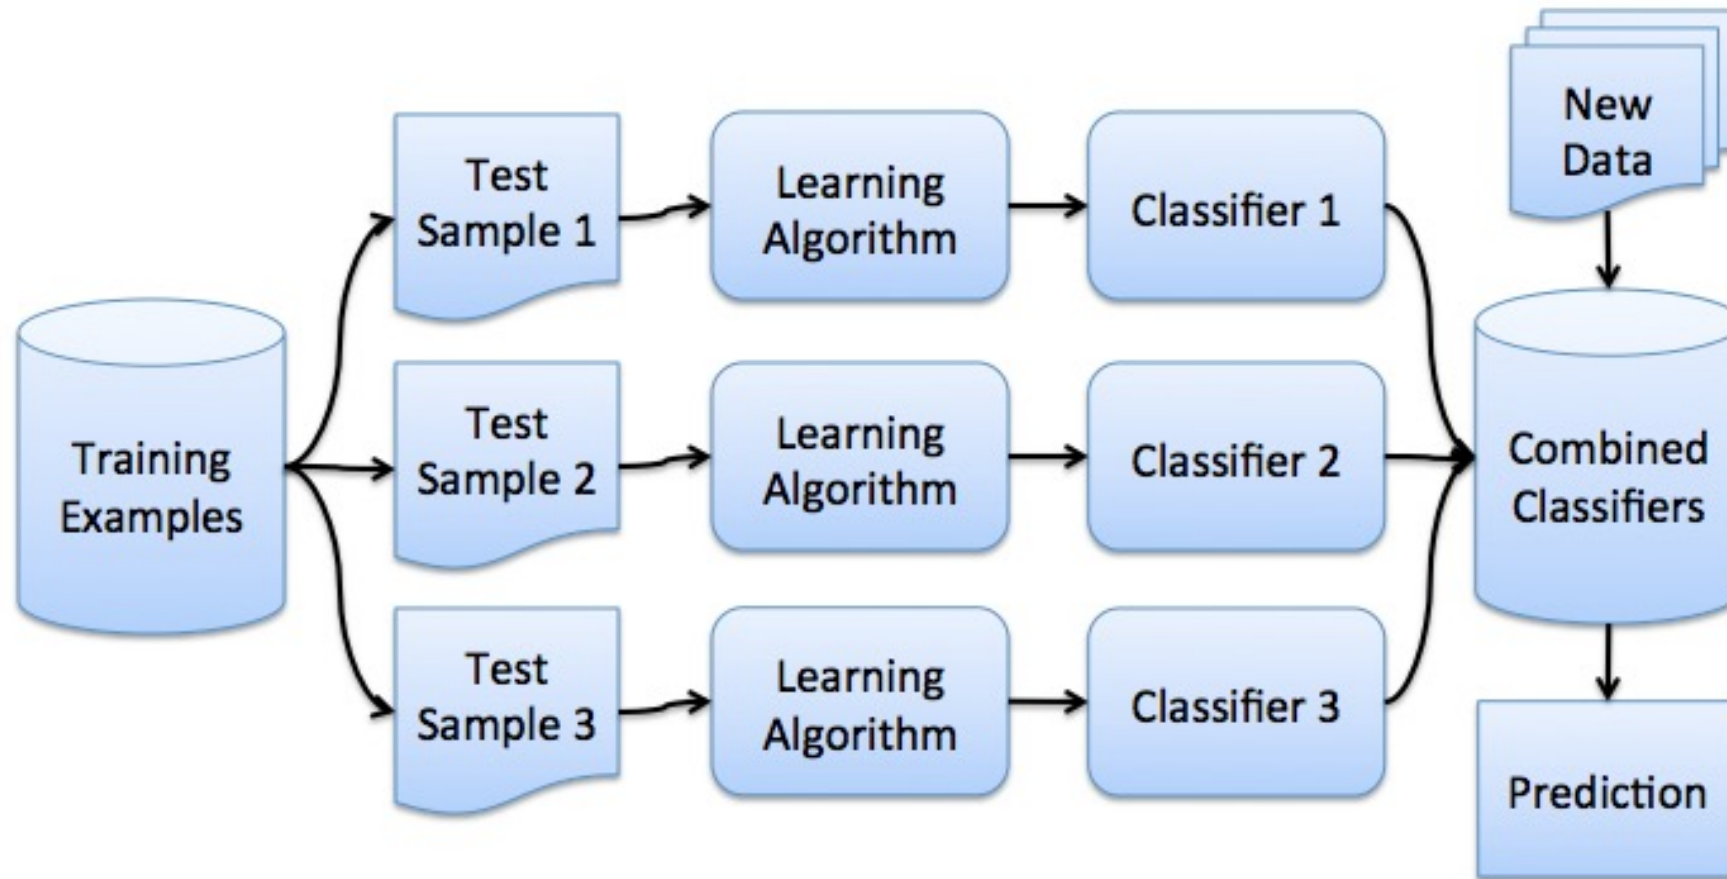 Training
Examples
Test
Sample 1
Learning
Algorithm
Classifier 1
Test
Sample 2
Learning
Algorithm
Classifier 2
Test
Sample 3
Learning
Algorithm
Classifier 3
New
Data
Combined
Classifiers
Prediction